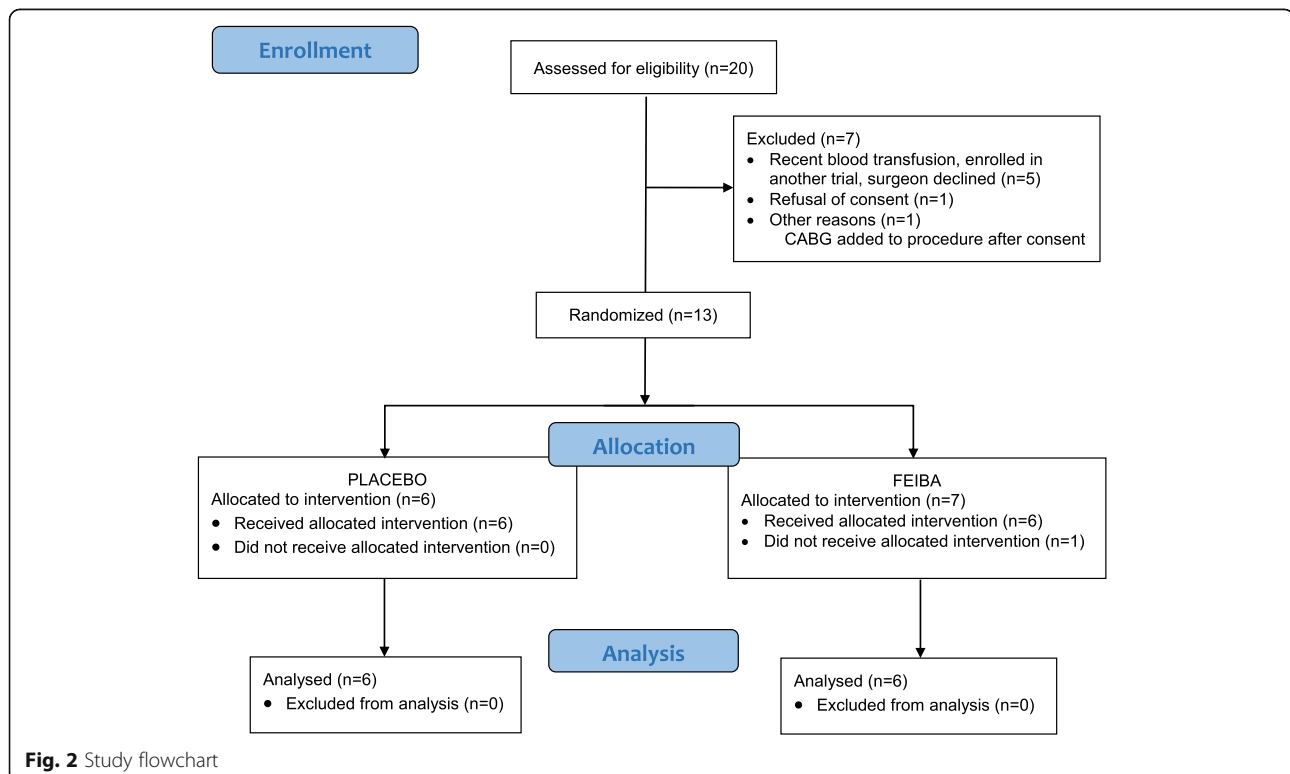 Enrollment
Assessed for eligibility (n=20)
Excluded (n=7)
• Recent blood transfusion, enrolled in
another trial, surgeon declined (n=5)
• Refusal of consent (n=1)
• Other reasons (n=1)
CABG added to procedure after consent
Randomized (n=13)
Allocation
PLACEBO
Allocated to intervention (n=6)
• Received allocated intervention (n=6)
• Did not receive allocated intervention (n=0)
FEIBA
Allocated to intervention (n=7)
• Received allocated intervention (n=6)
• Did not receive allocated intervention (n=1)
Analysis
Analysed (n=6)
• Excluded from analysis (n=0)
Analysed (n=6)
• Excluded from analysis (n=0)
Fig. 2 Study flowchart